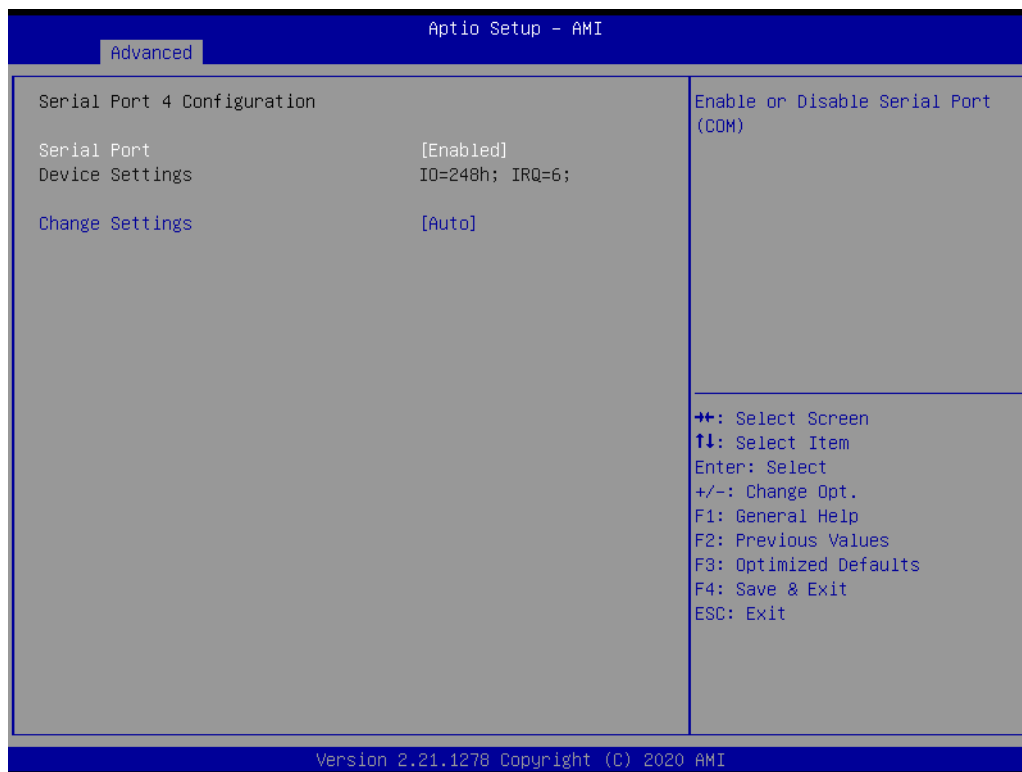 Aptio Setup – AMI
Advanced
Serial Port 4 Configuration
Serial Port [Enabled]
Device Settings IO=248h; IRQ=6;
Change Settings [Auto]
Enable or Disable Serial Port
(COM)
→←: Select Screen
↑↓: Select Item
Enter: Select
+/-: Change Opt.
F1: General Help
F2: Previous Values
F3: Optimized Defaults
F4: Save & Exit
ESC: Exit
Version 2.21.1278 Copyright (C) 2020 AMI